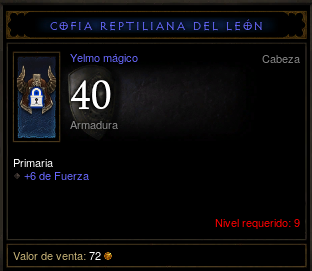 COFIA REPTILIANA DEL LEÓN
Yelmo mágico
Cabeza
40
Armadura
Primaria
+6 de Fuerza
Nivel requerido: 9
Valor de venta: 72